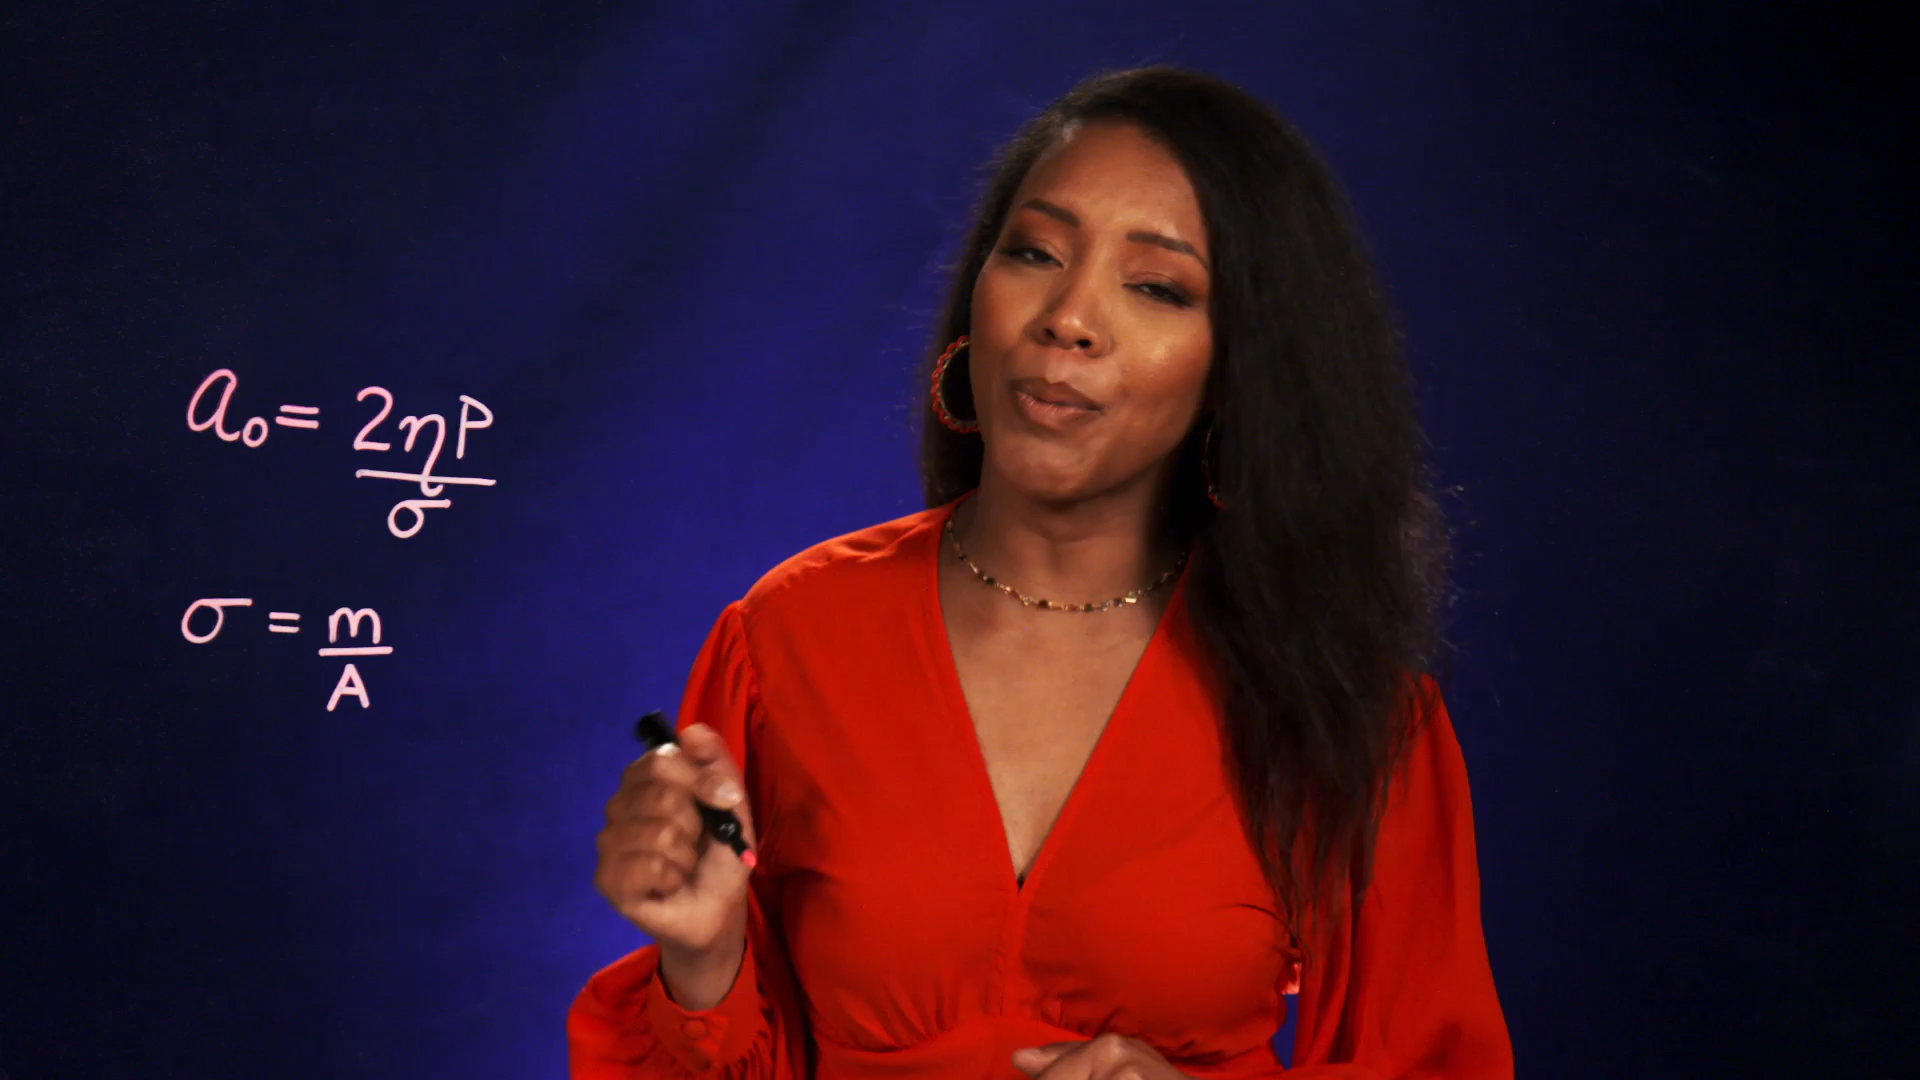 a₀ = 2ηP/σ
σ = m/A